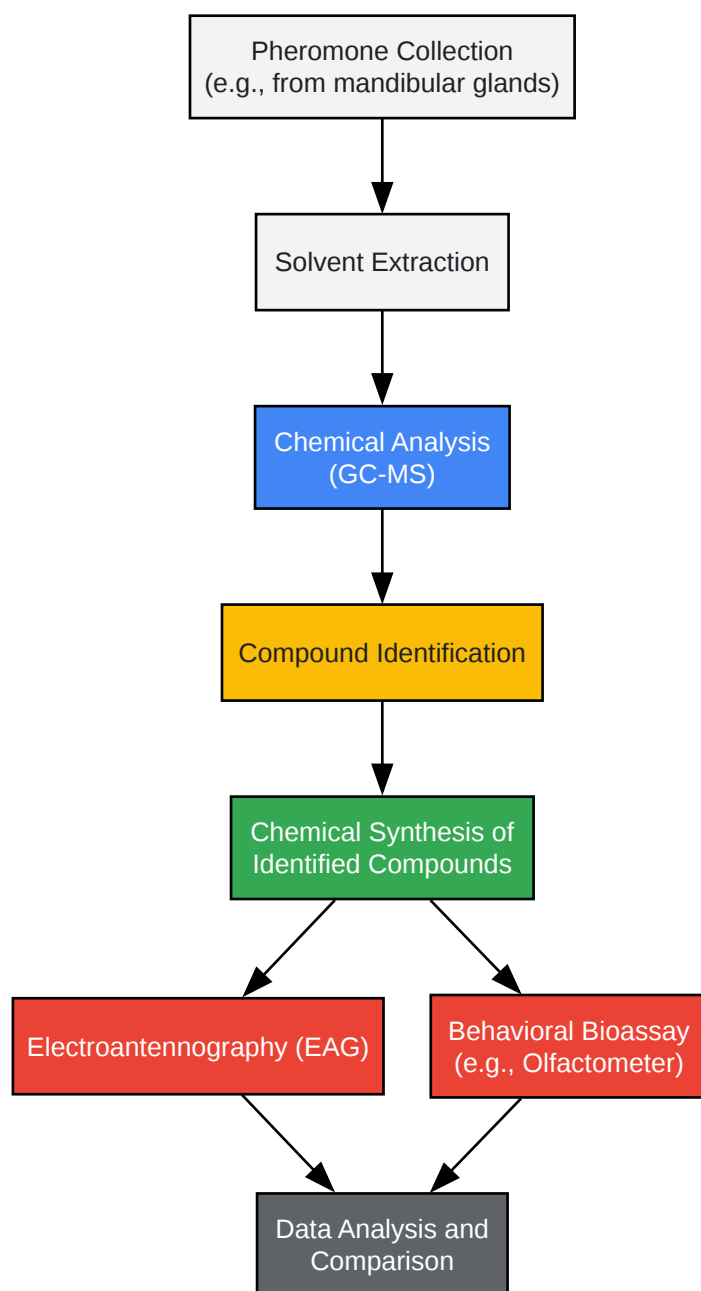 Pheromone Collection
(e.g., from mandibular glands)
Solvent Extraction
Chemical Analysis
(GC-MS)
Compound Identification
Chemical Synthesis of
Identified Compounds
Electroantennography (EAG)
Behavioral Bioassay
(e.g., Olfactometer)
Data Analysis and
Comparison